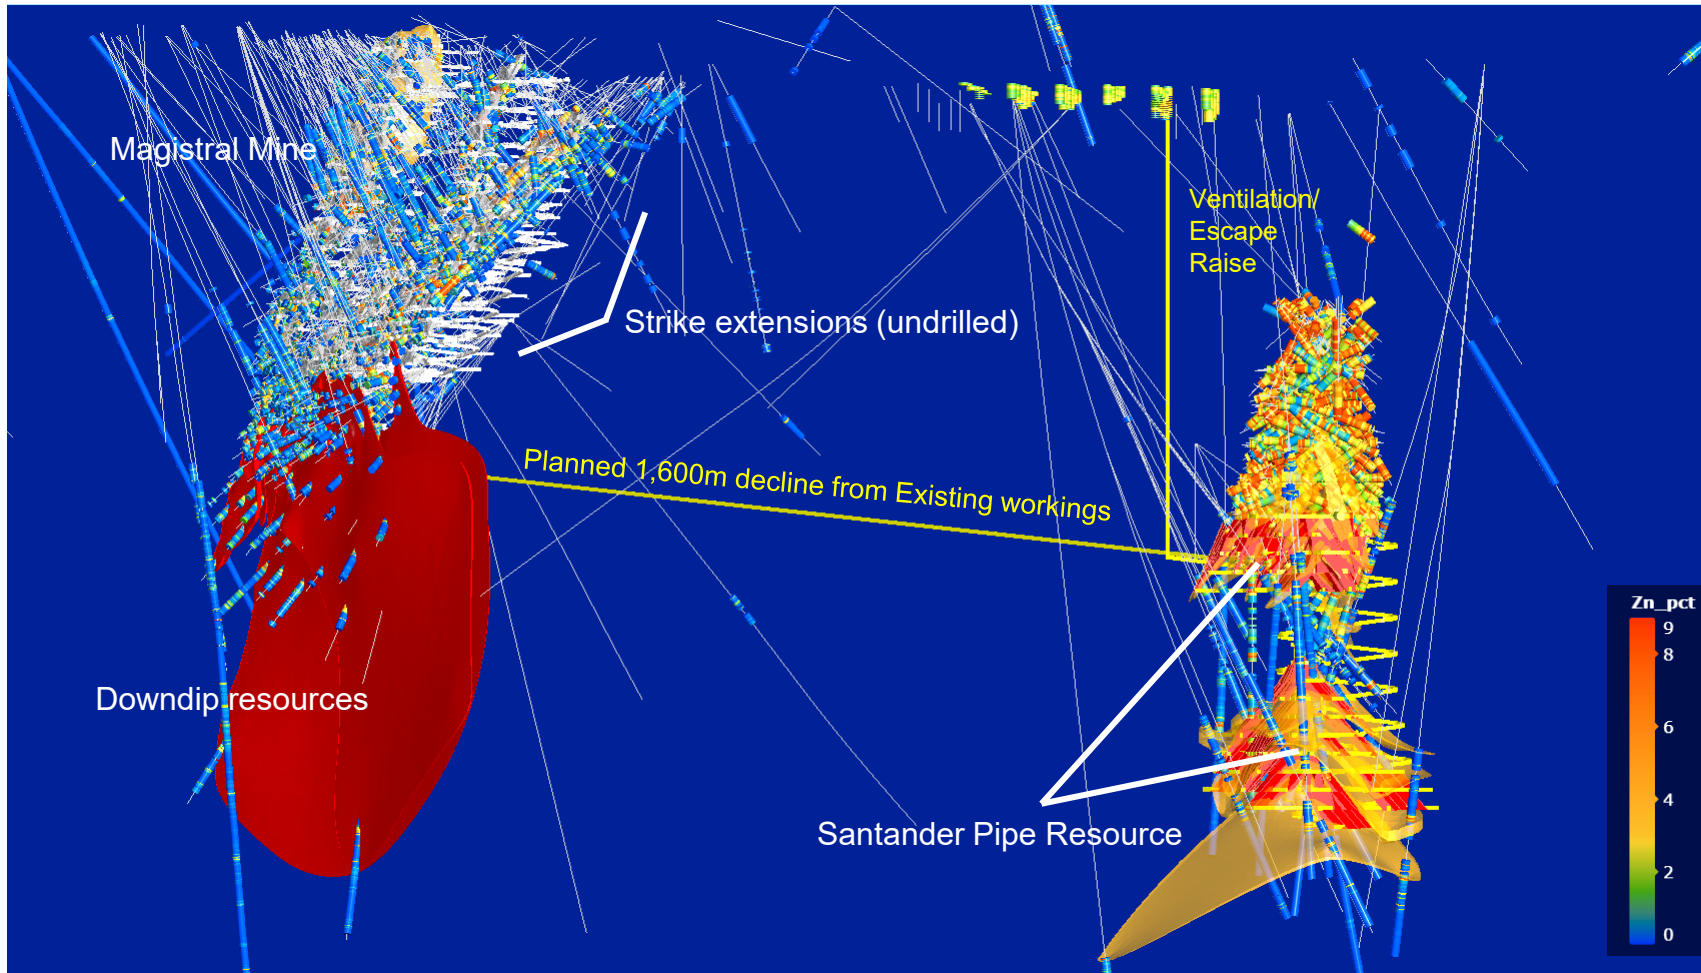 Magistral Mine
Ventilation/
Escape
Raise
Strike extensions (undrilled)
Planned 1,600m decline from Existing workings
Downdip resources
Santander Pipe Resource
Zn_pct
9
8
6
4
2
0